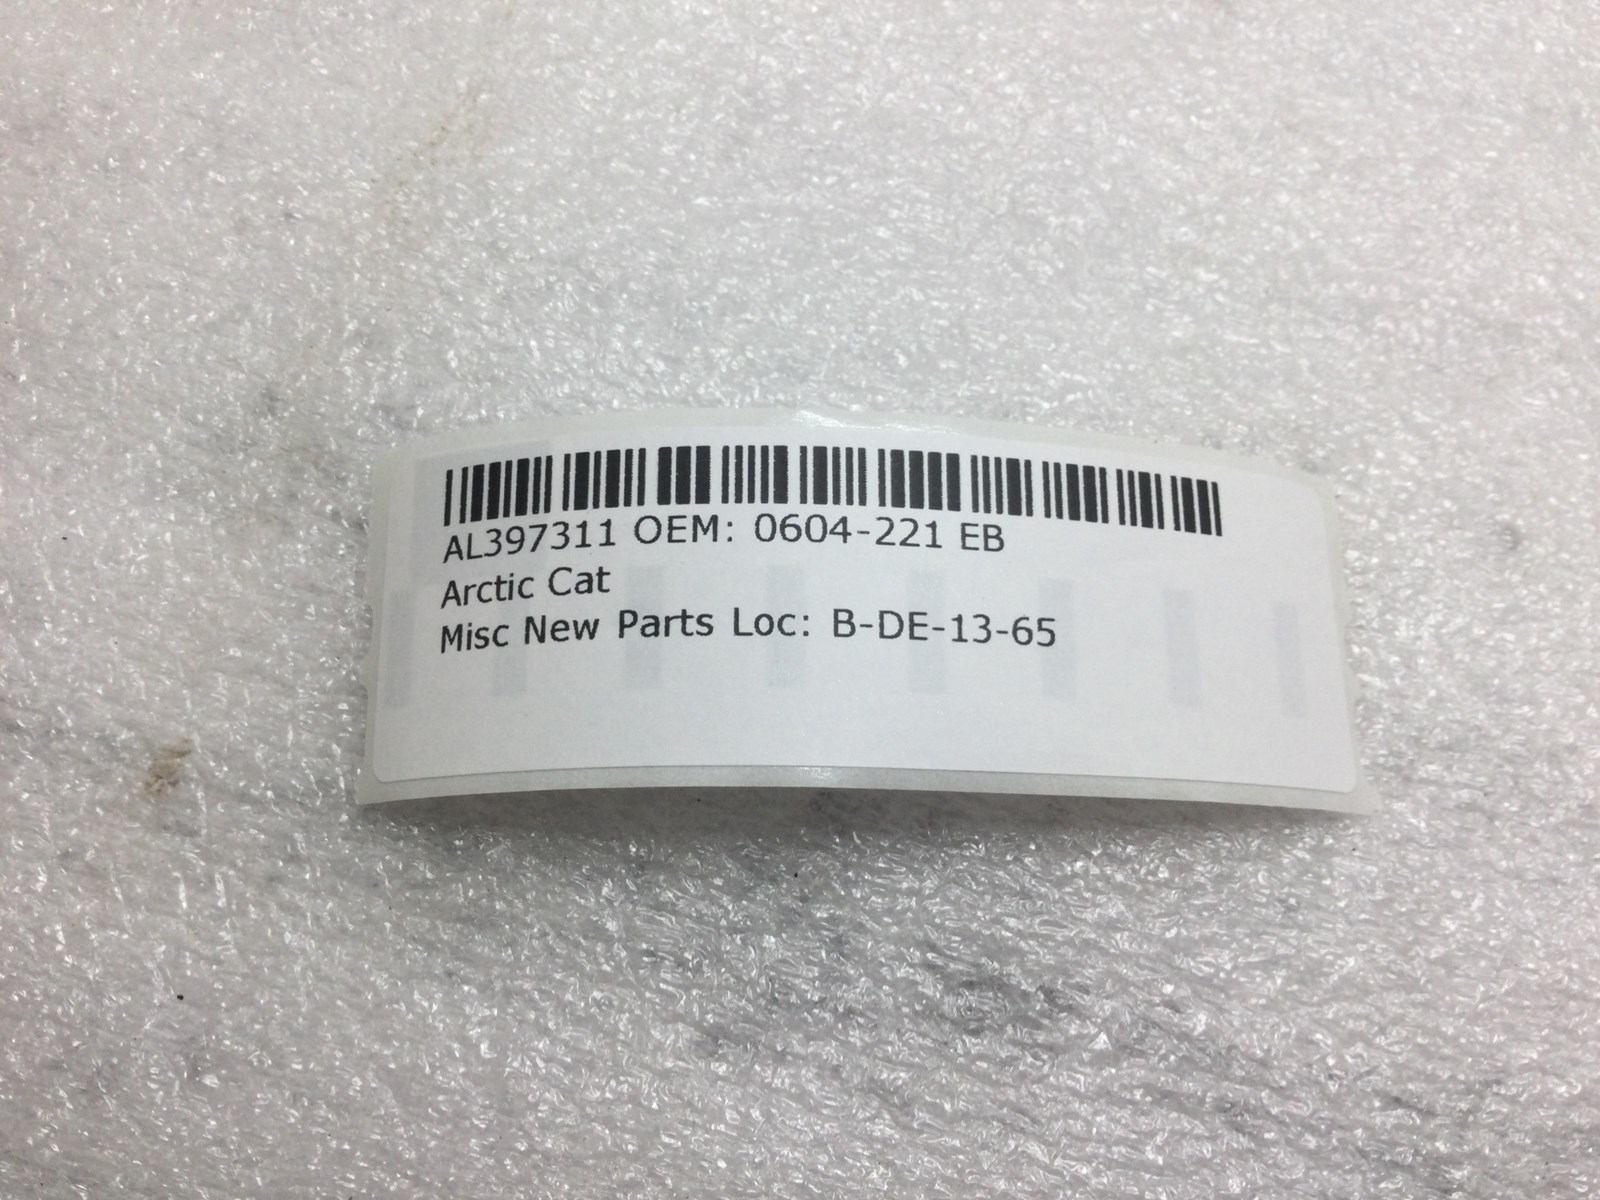 AL397311 OEM: 0604-221 EB
Arctic Cat
Misc New Parts Loc: B-DE-13-65